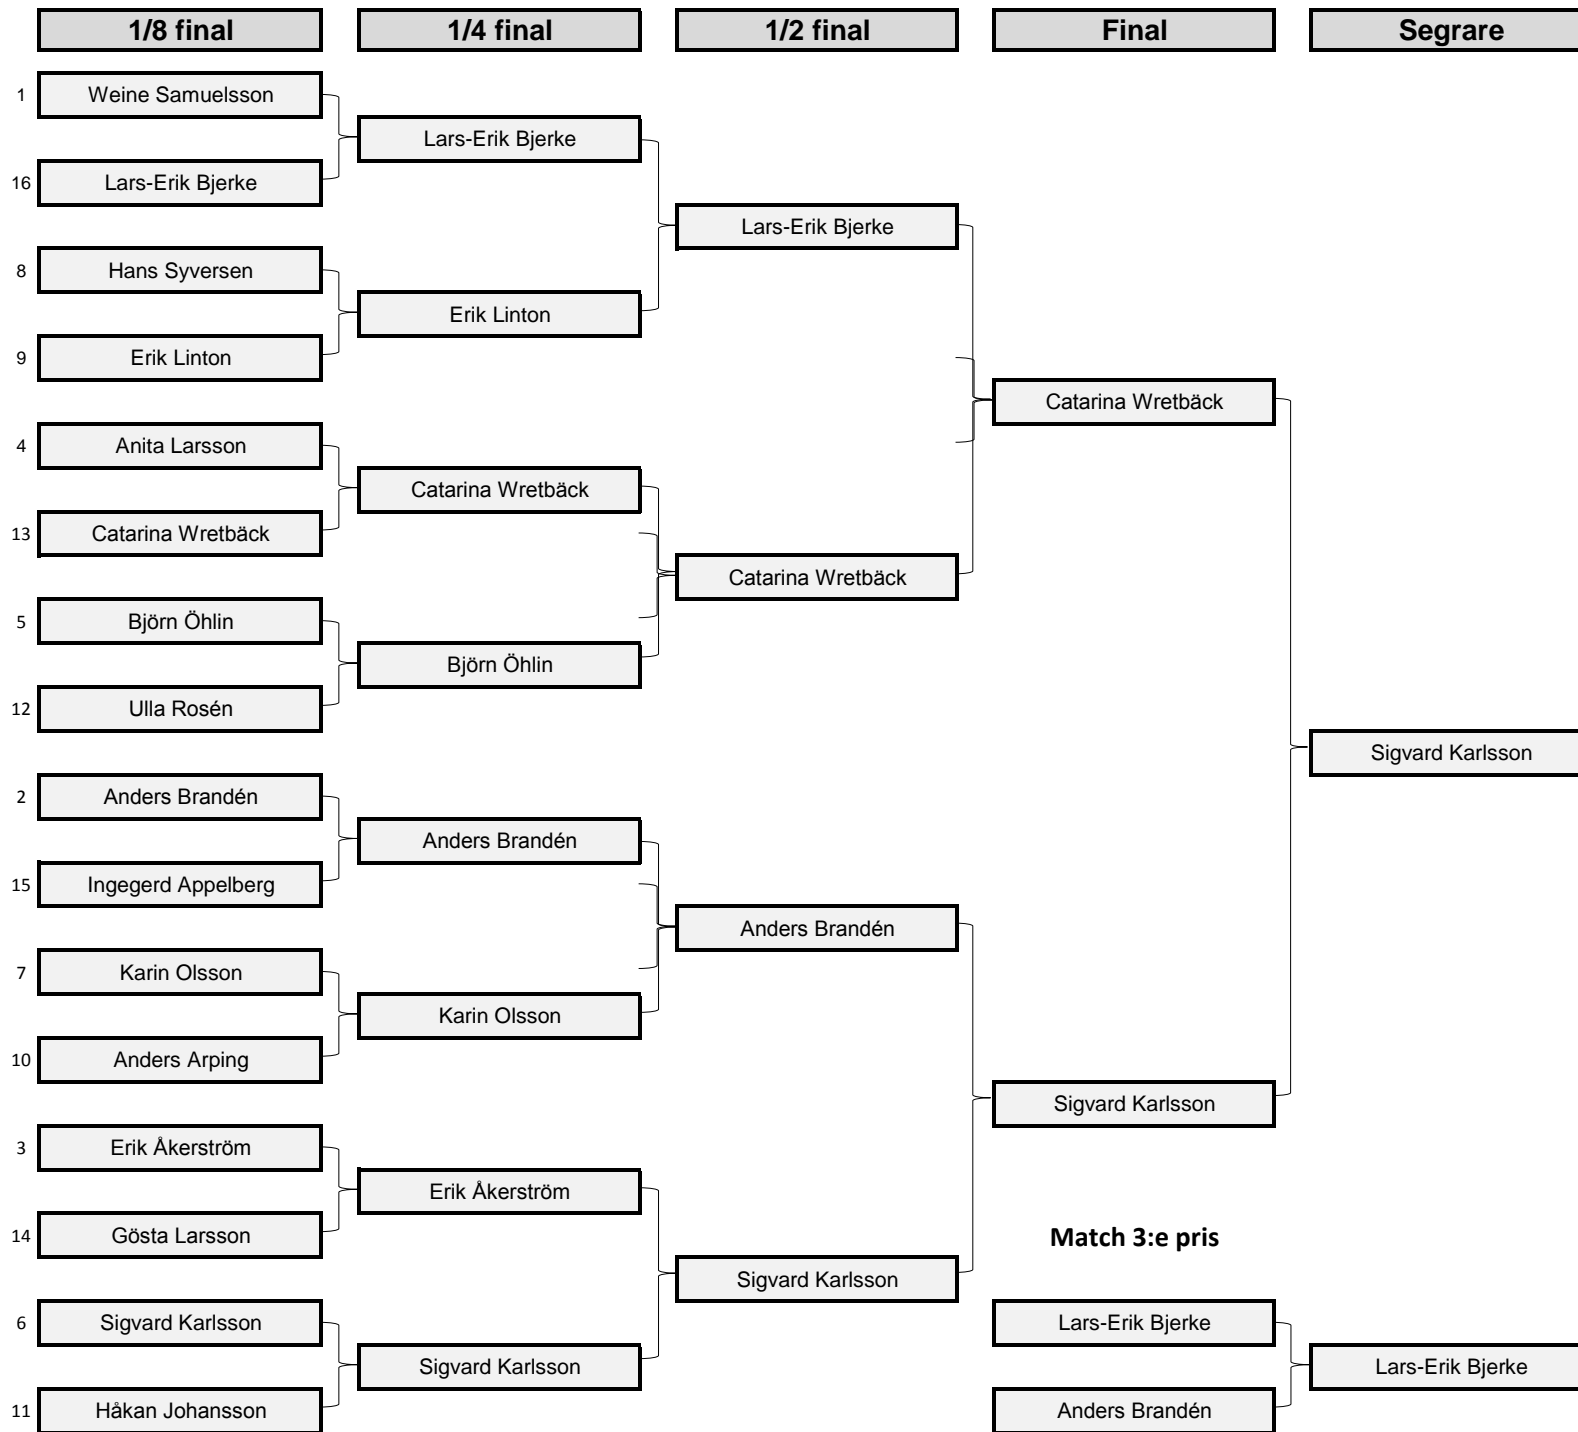 1/8 final
1/4 final
1/2 final
Final
Segrare
1 Weine Samuelsson
Lars-Erik Bjerke
16 Lars-Erik Bjerke
Lars-Erik Bjerke
8 Hans Syversen
Erik Linton
9 Erik Linton
Catarina Wretbäck
4 Anita Larsson
Catarina Wretbäck
13 Catarina Wretbäck
Catarina Wretbäck
5 Björn Öhlin
Björn Öhlin
12 Ulla Rosén
Sigvard Karlsson
2 Anders Brandén
Anders Brandén
15 Ingegerd Appelberg
Anders Brandén
7 Karin Olsson
Karin Olsson
10 Anders Arping
Sigvard Karlsson
3 Erik Åkerström
Erik Åkerström
14 Gösta Larsson
Match 3:e pris
Sigvard Karlsson
6 Sigvard Karlsson
Lars-Erik Bjerke
Sigvard Karlsson
Lars-Erik Bjerke
11 Håkan Johansson
Anders Brandén